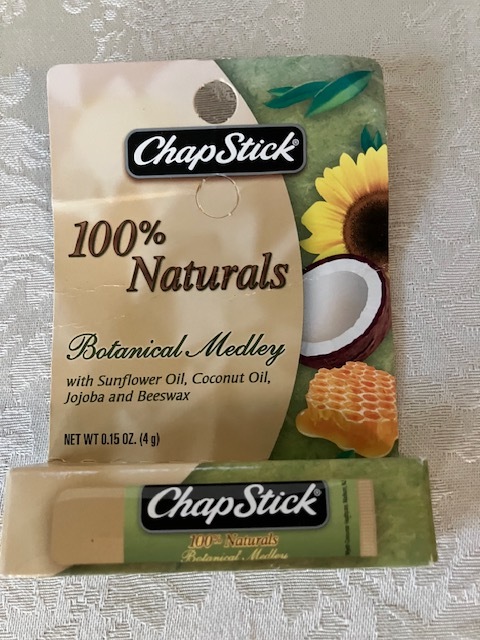 ChapStick®
100%
Naturals
Botanical Medley
with Sunflower Oil, Coconut Oil,
Jojoba and Beeswax
NET WT 0.15 OZ. (4 g)
ChapStick®
100% Naturals
Botanical Medley